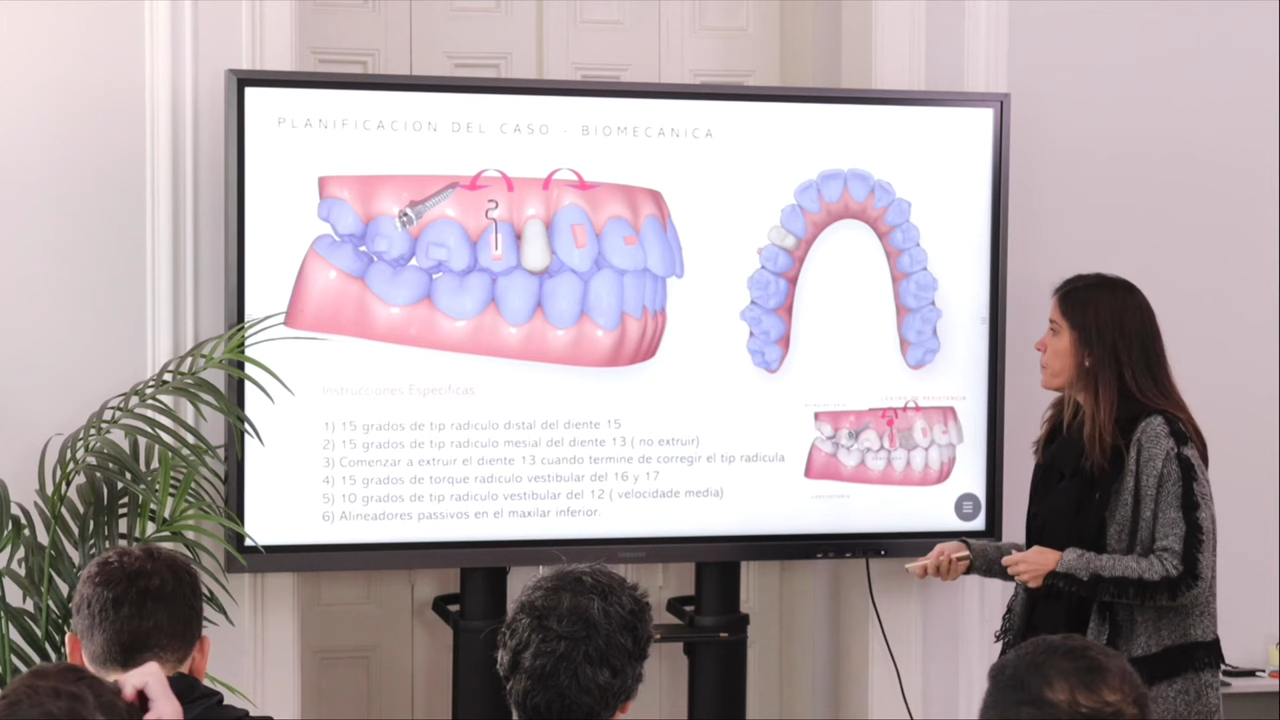 PLANIFICACION DEL CASO - BIOMECANICA
Instrucciones Especificas
1) 15 grados de tip radiculo distal del diente 15
2) 15 grados de tip radiculo mesial del diente 13 ( no extruir)
3) Comenzar a extruir el diente 13 cuando termine de corregir el tip radicula
4) 15 grados de torque radiculo vestibular del 16 y 17
5) 10 grados de tip radiculo vestibular del 12 ( velocidade media)
6) Alineadores passivos en el maxilar inferior.
CENTRO DE RESISTENCIA
SAMSUNG